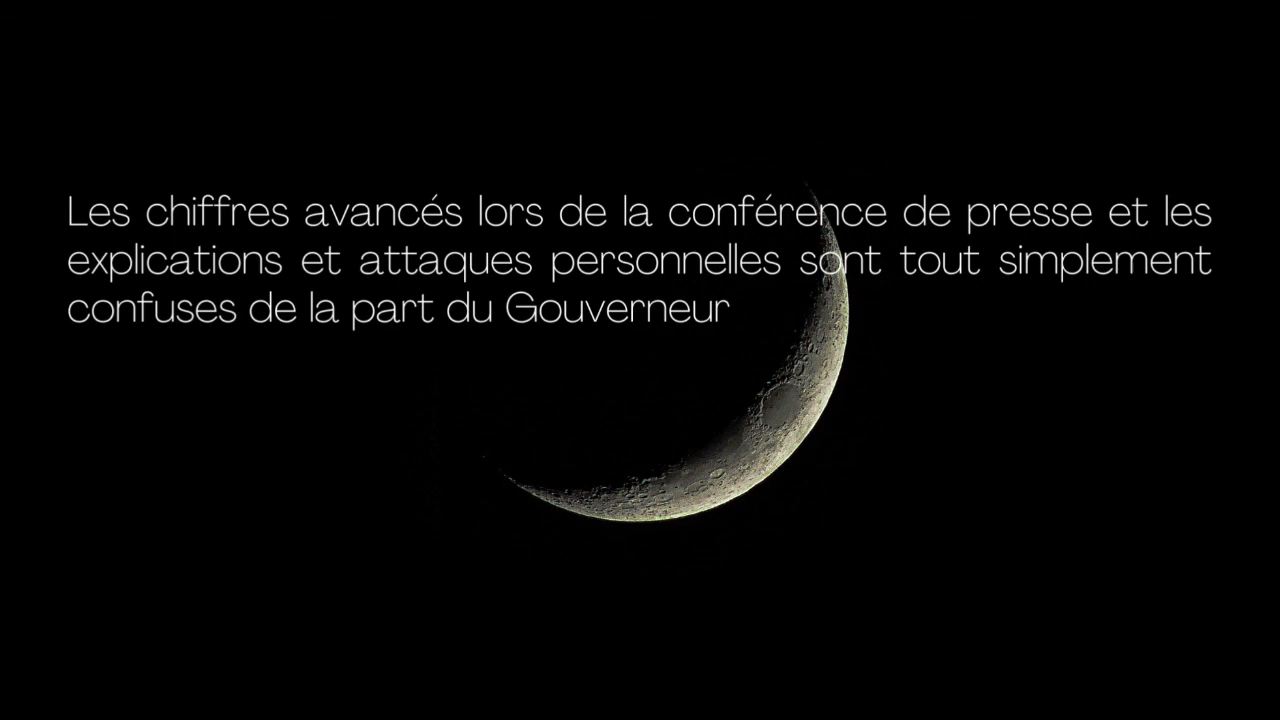 Les chiffres avancés lors de la conférence de presse et les
explications et attaques personnelles sont tout simplement
confuses de la part du Gouverneur